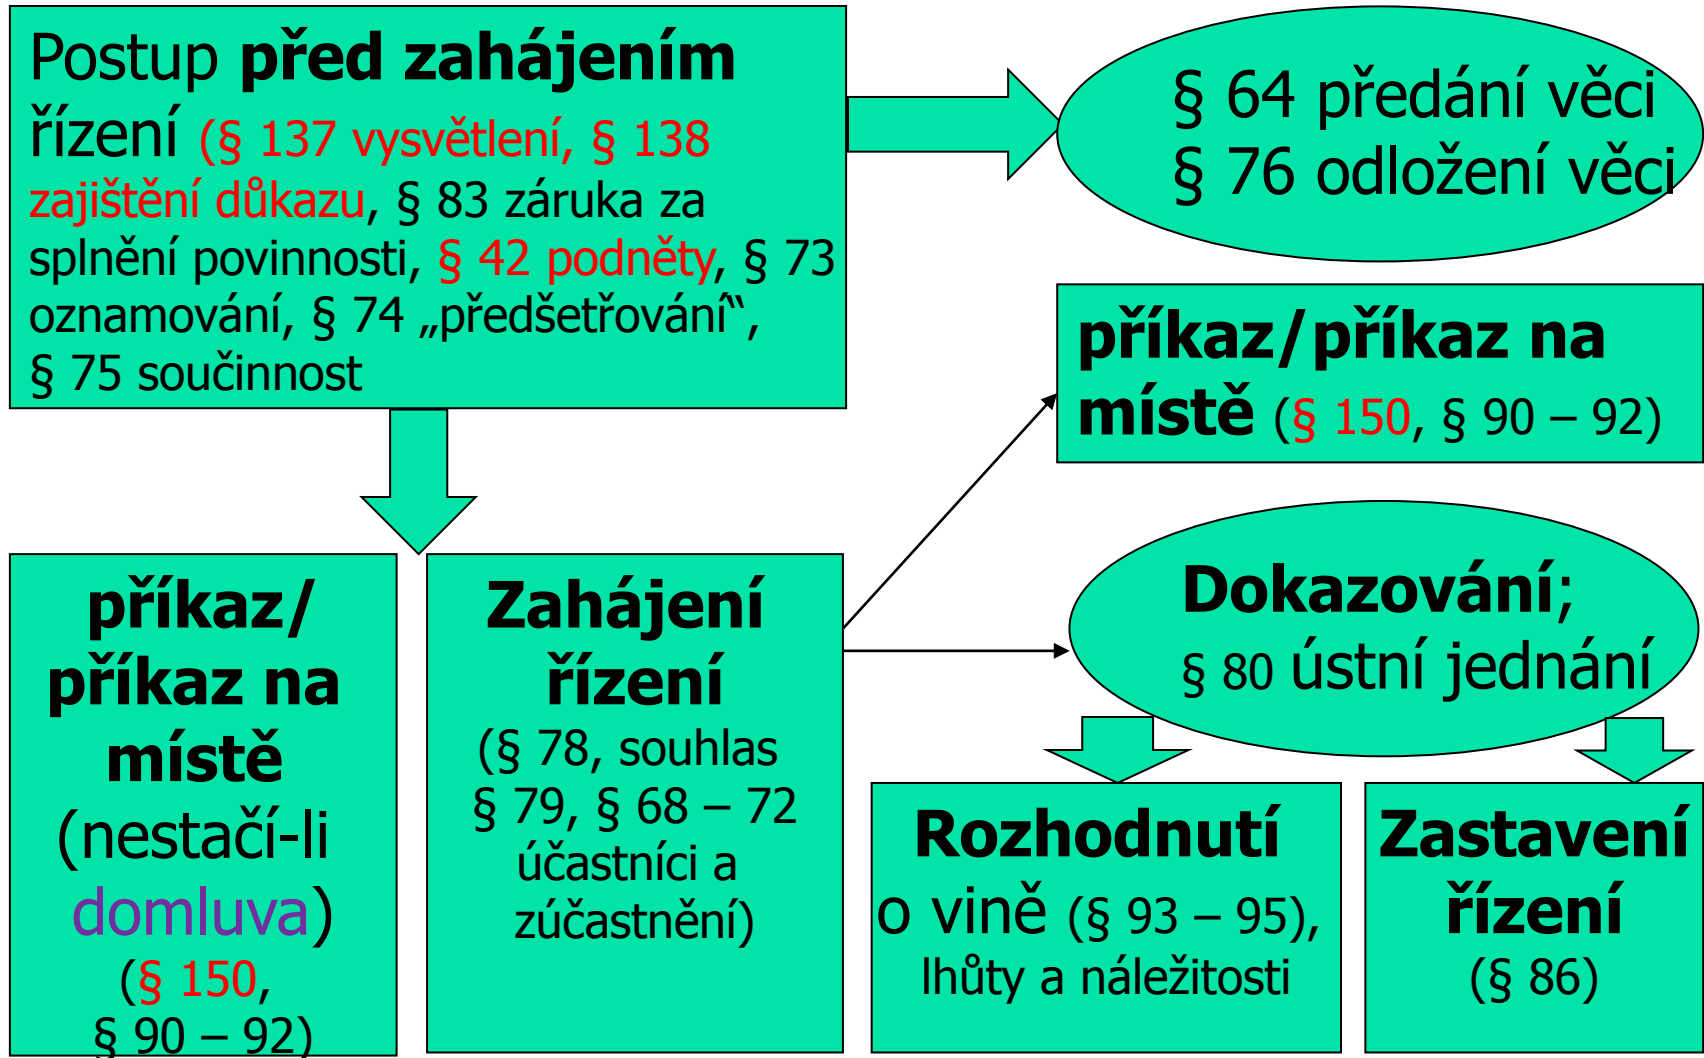 Postup před zahájením
řízení (§ 137 vysvětlení, § 138
zajištění důkazu, § 83 záruka za
splnění povinnosti, § 42 podněty, § 73
oznamování, § 74 „předšetřování“,
§ 75 součinnost
§ 64 předání věci
§ 76 odložení věci
příkaz/příkaz na
místě (§ 150, § 90 – 92)
příkaz/
příkaz na
místě
(nestačí-li
domluva)
(§ 150,
§ 90 – 92)
Zahájení
řízení
(§ 78, souhlas
§ 79, § 68 – 72
účastníci a
zúčastnění)
Dokazování;
§ 80 ústní jednání
Rozhodnutí
o vině (§ 93 – 95),
lhůty a náležitosti
Zastavení
řízení
(§ 86)